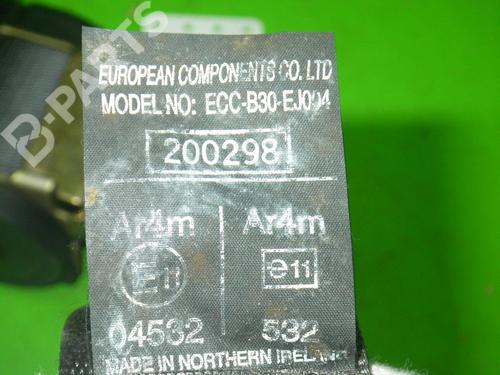 EUROPEAN COMPONENTS CO. LTD
MODEL NO: ECC-B30-EJ004
200298
Ar4m Ar4m
E11 e11
04532 532
MADE IN NORTHERN IRELAND